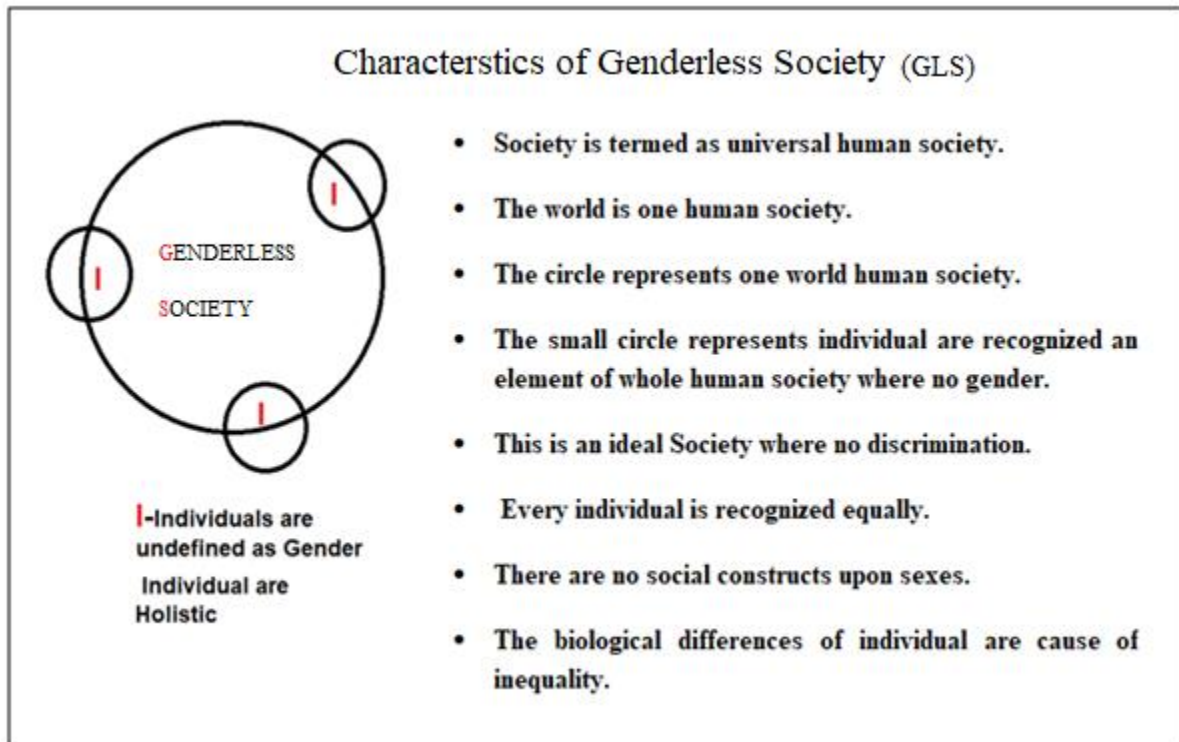 Characterstics of Genderless Society (GLS)
I
I
I
GENDERLESS
SOCIETY
I-Individuals are
undefined as Gender
Individual are
Holistic
• Society is termed as universal human society.
• The world is one human society.
• The circle represents one world human society.
• The small circle represents individual are recognized an
element of whole human society where no gender.
• This is an ideal Society where no discrimination.
• Every individual is recognized equally.
• There are no social constructs upon sexes.
• The biological differences of individual are cause of
inequality.